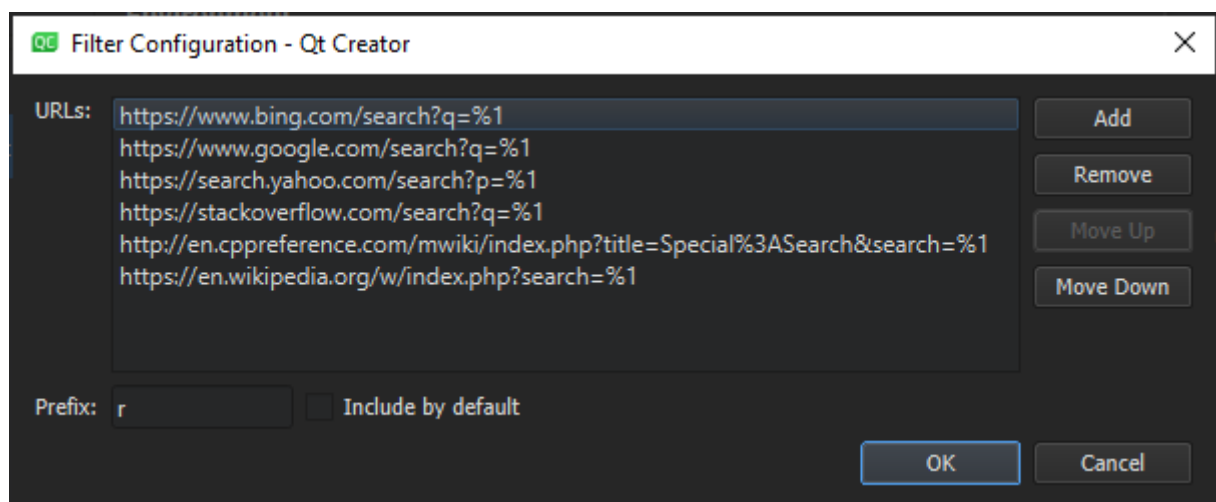 QC Filter Configuration - Qt Creator
URLs:
https://www.bing.com/search?q=%1
https://www.google.com/search?q=%1
https://search.yahoo.com/search?p=%1
https://stackoverflow.com/search?q=%1
http://en.cppreference.com/mwiki/index.php?title=Special%3ASearch&search=%1
https://en.wikipedia.org/w/index.php?search=%1
Add
Remove
Move Up
Move Down
Prefix: r Include by default
OK Cancel